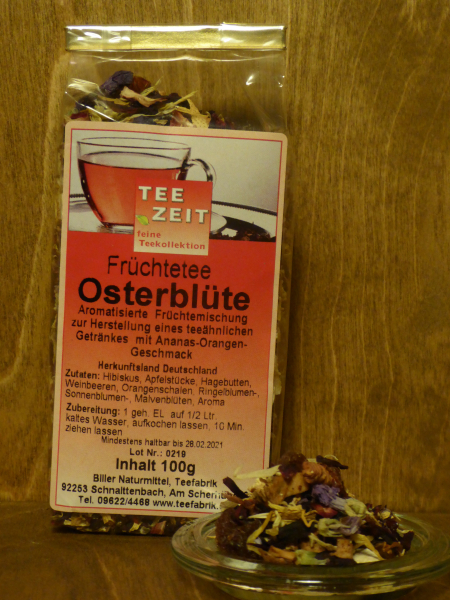 TEE
ZEIT
feine
Teekollektion
Früchtetee
Osterblüte
Aromatisierte Früchtemischung
zur Herstellung eines teeähnlichen
Getränkes mit Ananas-Orangen-
Geschmack
Herkunftsland Deutschland
Zutaten: Hibiskus, Apfelstücke, Hagebutten,
Weinbeeren, Orangenschalen, Ringelblumen-,
Sonnenblumen-, Malvenblüten, Aroma
Zubereitung: 1 geh. EL auf 1/2 Ltr.
kaltes Wasser, aufkochen lassen, 10 Min.
ziehen lassen
Mindestens haltbar bis 28.02.2021
Lot Nr.: 0219
Inhalt 100g
Biller Naturmittel, Teefabrik
92253 Schnaittenbach, Am
Tel. 09622/4468 www.teefabrik.